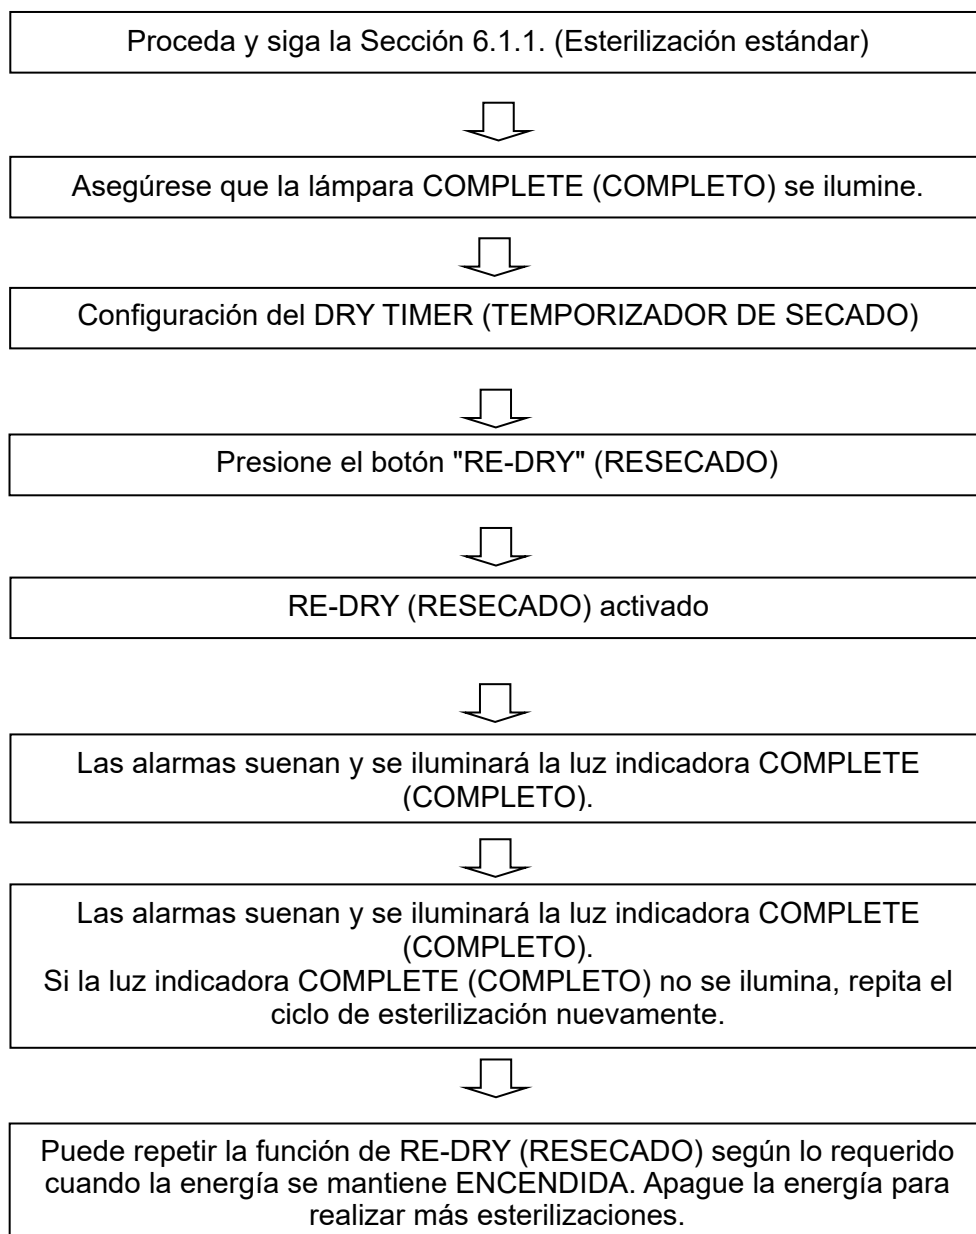 Proceda y siga la Sección 6.1.1. (Esterilización estándar)
Asegúrese que la lámpara COMPLETE (COMPLETO) se ilumine.
Configuración del DRY TIMER (TEMPORIZADOR DE SECADO)
Presione el botón "RE-DRY" (RESECADO)
RE-DRY (RESECADO) activado
Las alarmas suenan y se iluminará la luz indicadora COMPLETE
(COMPLETO).
Las alarmas suenan y se iluminará la luz indicadora COMPLETE
(COMPLETO).
Si la luz indicadora COMPLETE (COMPLETO) no se ilumina, repita el
ciclo de esterilización nuevamente.
Puede repetir la función de RE-DRY (RESECADO) según lo requerido
cuando la energía se mantiene ENCENDIDA. Apague la energía para
realizar más esterilizaciones.